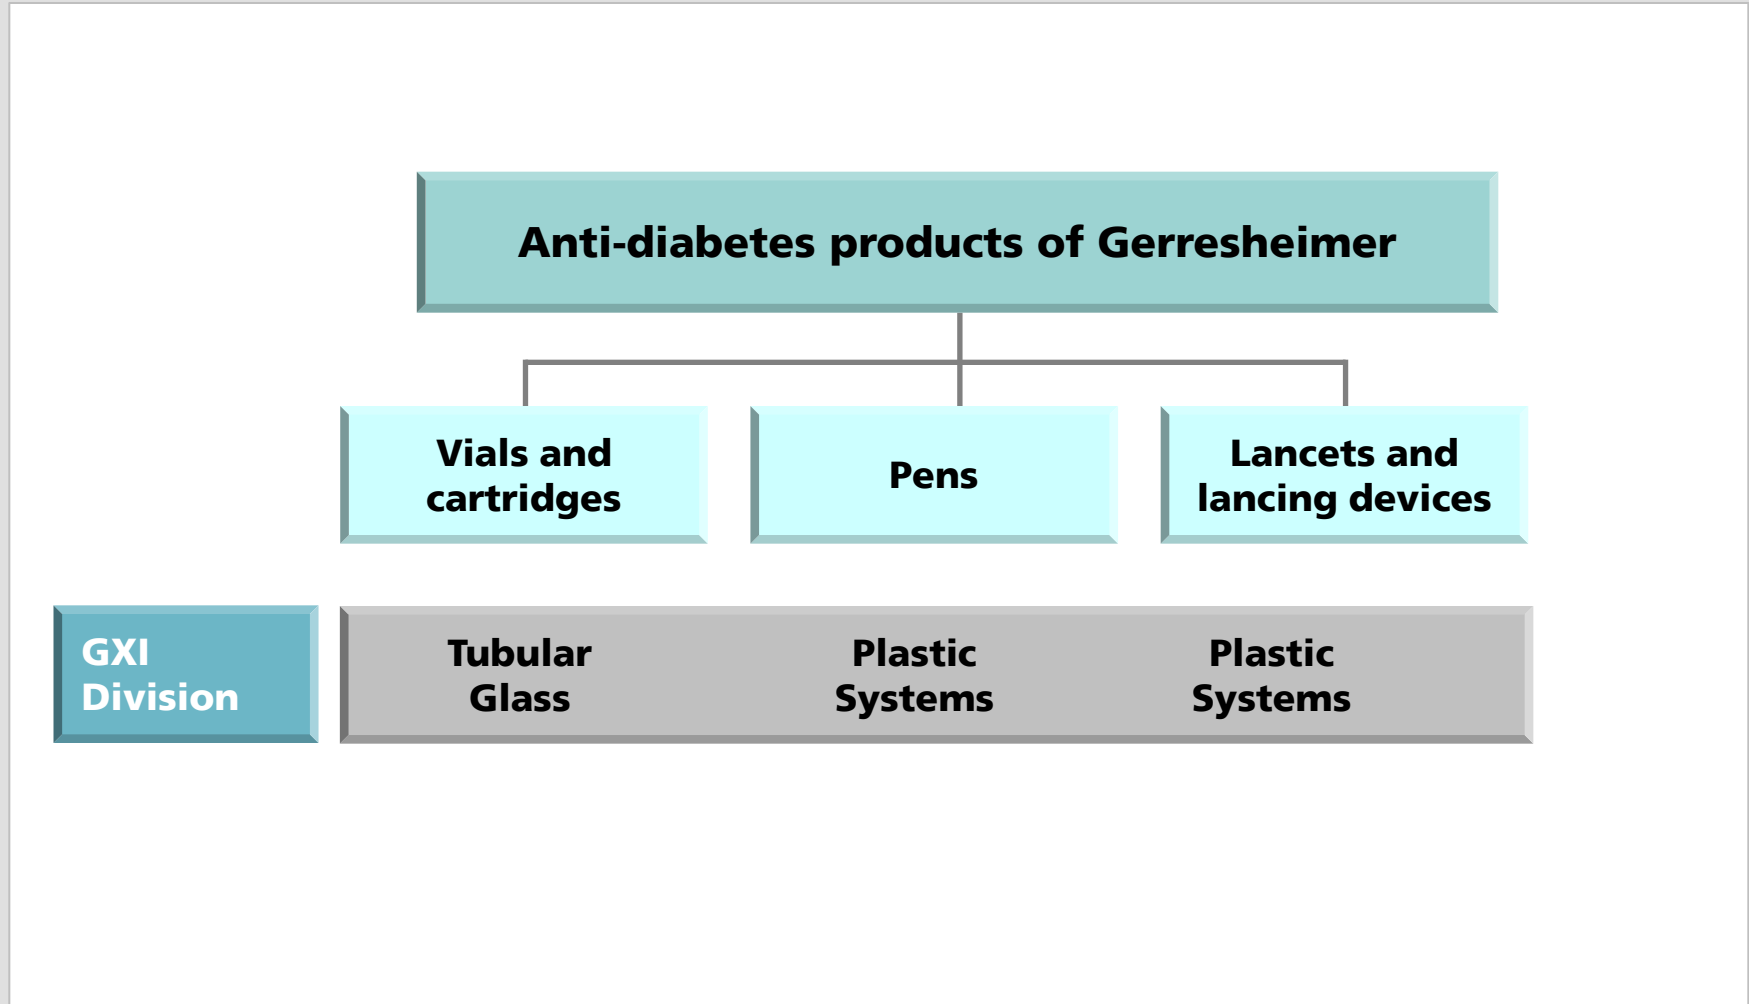 Anti-diabetes products of Gerresheimer
Vials and
cartridges
Pens
Lancets and
lancing devices
GXI
Division
Tubular
Glass
Plastic
Systems
Plastic
Systems